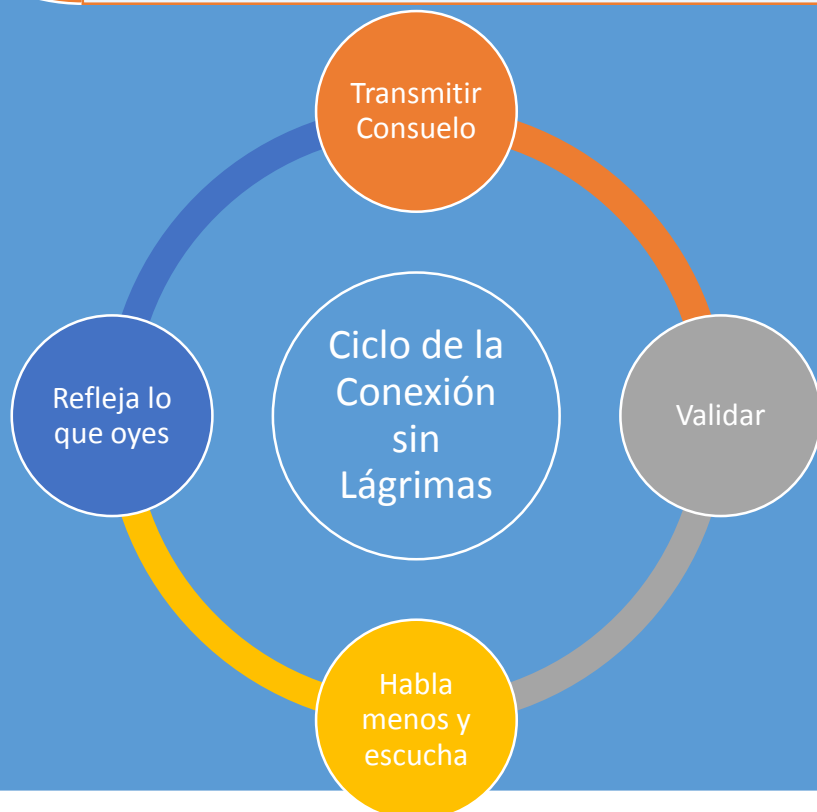 Transmitir
Consuelo
Ciclo de la
Conexión
sin
Lágrimas
Refleja lo
que oyes
Validar
Habla
menos y
escucha